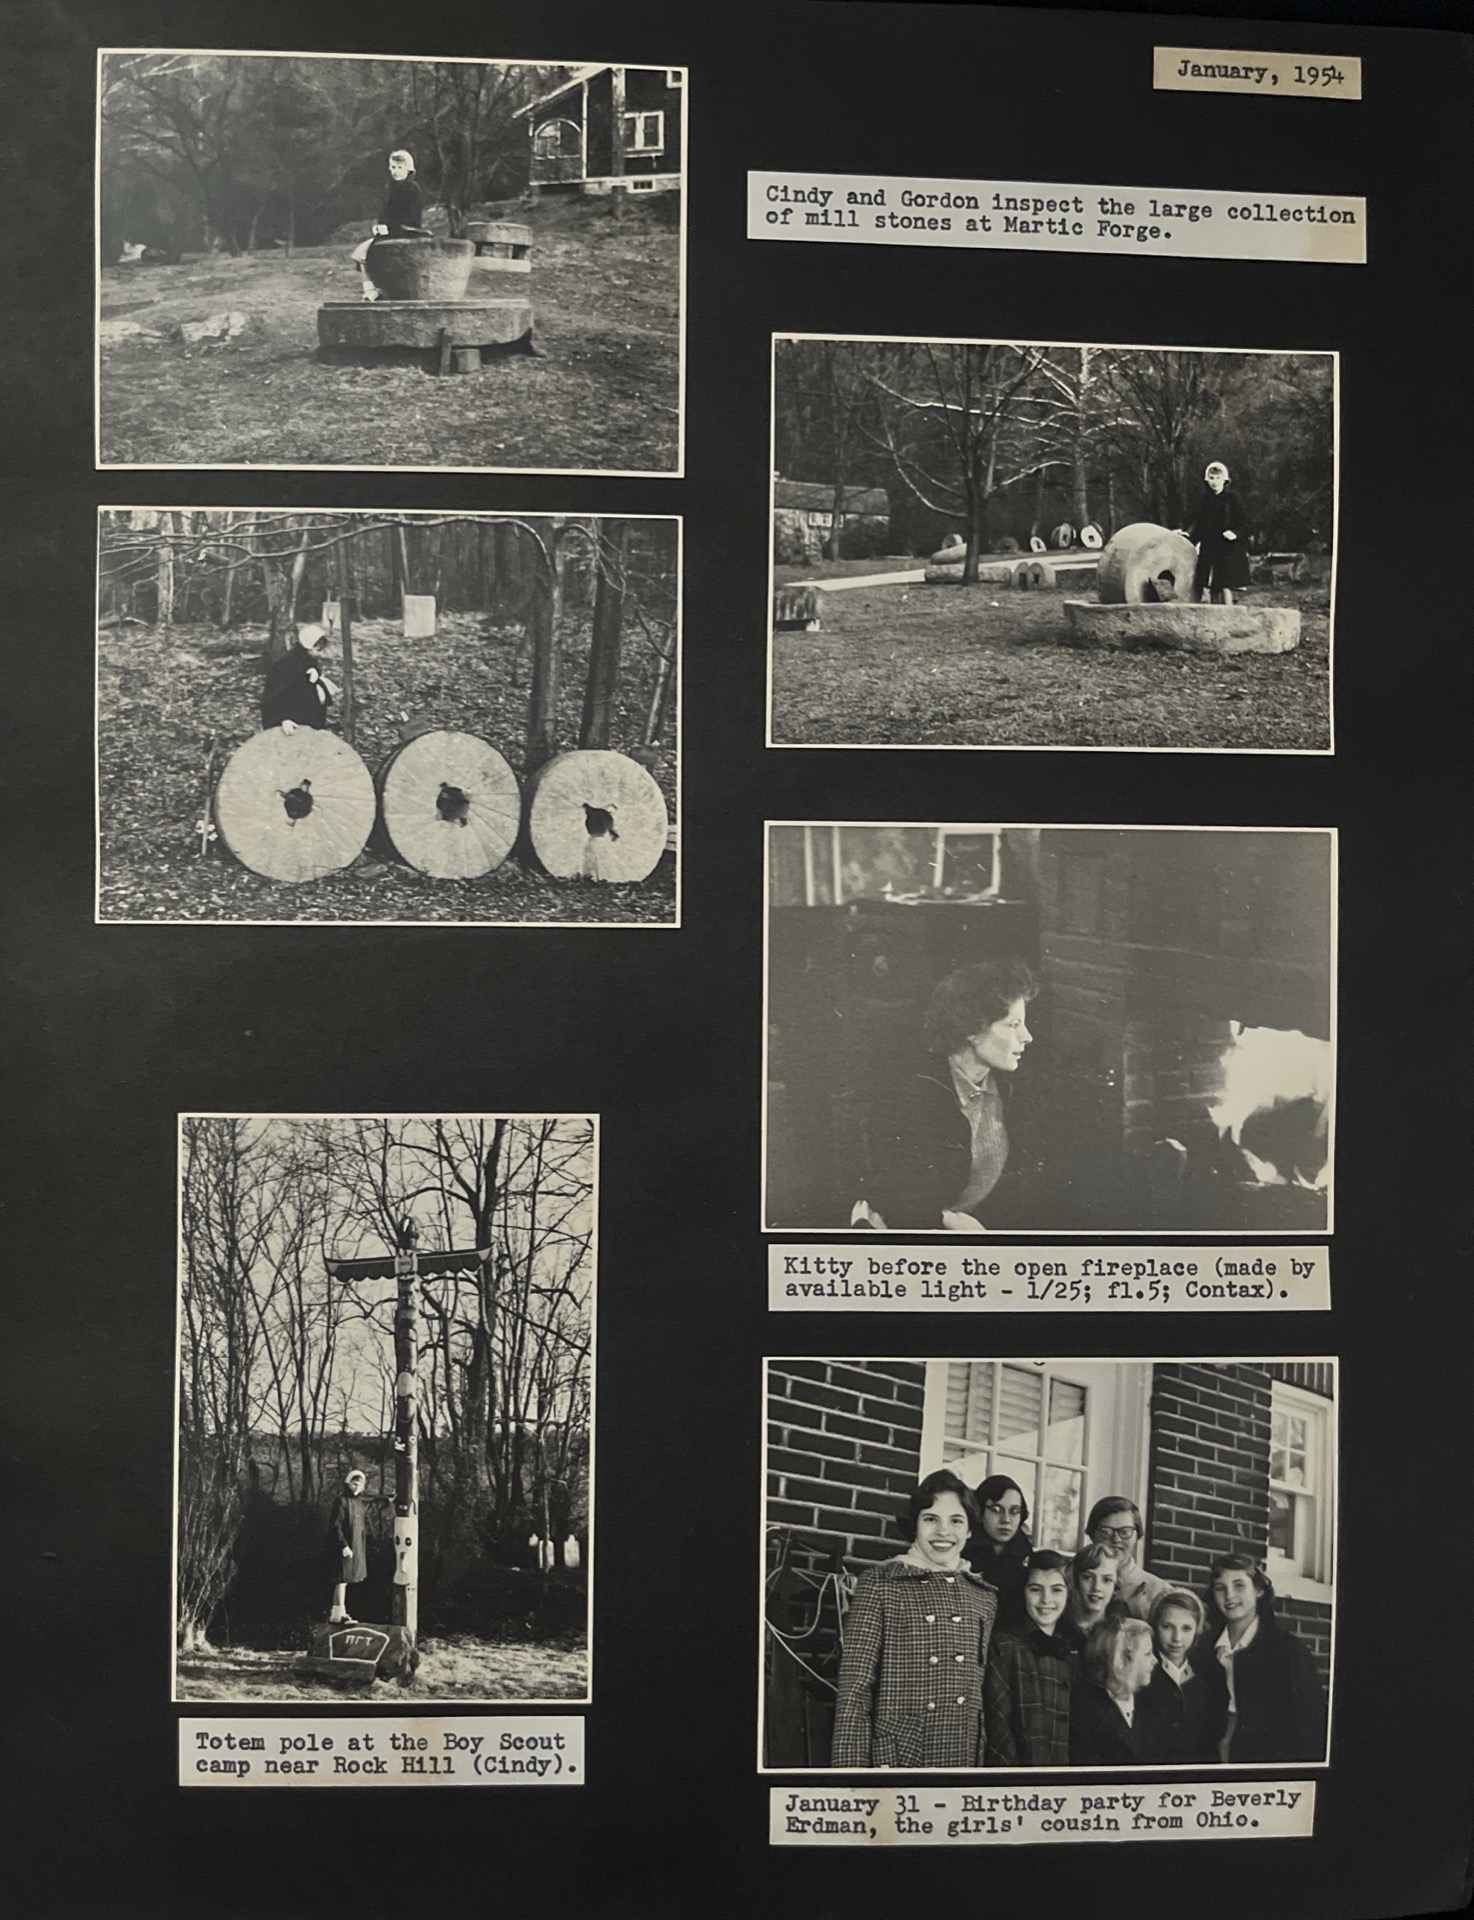 January, 1954
Cindy and Gordon inspect the large collection
of mill stones at Martic Forge.
Kitty before the open fireplace (made by
available light - 1/25; f1.5; Contax).
ΠΓΤ
Totem pole at the Boy Scout
camp near Rock Hill (Cindy).
January 31 - Birthday party for Beverly
Erdman, the girls' cousin from Ohio.